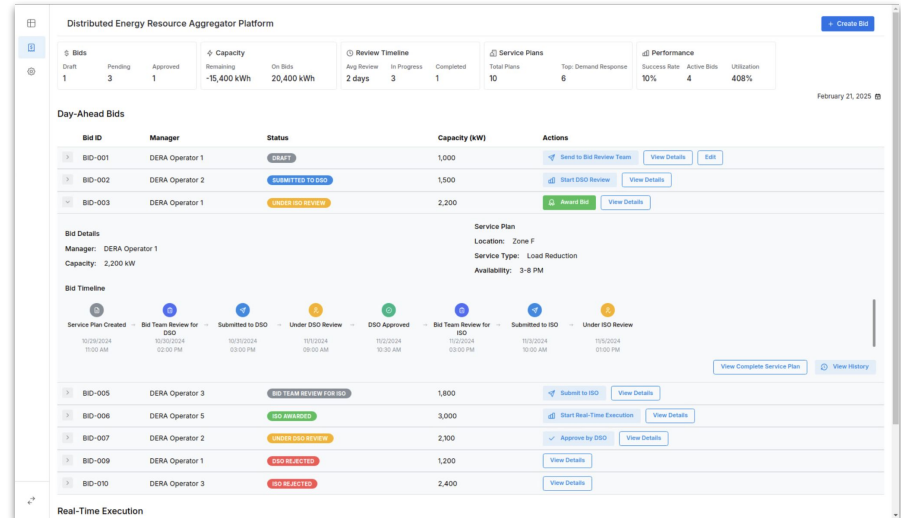 Distributed Energy Resource Aggregator Platform
+ Create Bid
Bids
Draft Pending Approved
1 3 1
Capacity
Remaining On Bids
-15,400 kWh 20,400 kWh
Review Timeline
Avg Review In Progress Completed
2 days 3 1
Service Plans
Total Plans Top: Demand Response
10 6
Performance
Success Rate Active Bids Utilization
10% 4 408%
February 21, 2025
Day-Ahead Bids
Bid ID Manager Status Capacity (kW) Actions
BID-001 DERA Operator 1 DRAFT 1,000 Send to Bid Review Team View Details Edit
BID-002 DERA Operator 2 SUBMITTED TO DSO 1,500 Start DSO Review View Details
BID-003 DERA Operator 1 UNDER ISO REVIEW 2,200 Award Bid View Details
Bid Details
Manager: DERA Operator 1
Capacity: 2,200 kW
Service Plan
Location: Zone F
Service Type: Load Reduction
Availability: 3-8 PM
Bid Timeline
Service Plan Created → Bid Team Review for DSO → Submitted to DSO → Under DSO Review → DSO Approved → Bid Team Review for ISO → Submitted to ISO → Under ISO Review
10/29/2024 10/30/2024 10/31/2024 11/1/2024 11/2/2024 11/2/2024 11/3/2024 11/5/2024
11:00 AM 02:00 PM 03:00 PM 09:00 AM 10:30 AM 03:00 PM 10:00 AM 01:00 PM
View Complete Service Plan View History
BID-005 DERA Operator 3 BID TEAM REVIEW FOR ISO 1,800 Submit to ISO View Details
BID-006 DERA Operator 5 ISO AWARDED 3,000 Start Real-Time Execution View Details
BID-007 DERA Operator 2 UNDER DSO REVIEW 2,100 Approve by DSO View Details
BID-009 DERA Operator 1 DSO REJECTED 1,200 View Details
BID-010 DERA Operator 3 ISO REJECTED 2,400 View Details
Real-Time Execution